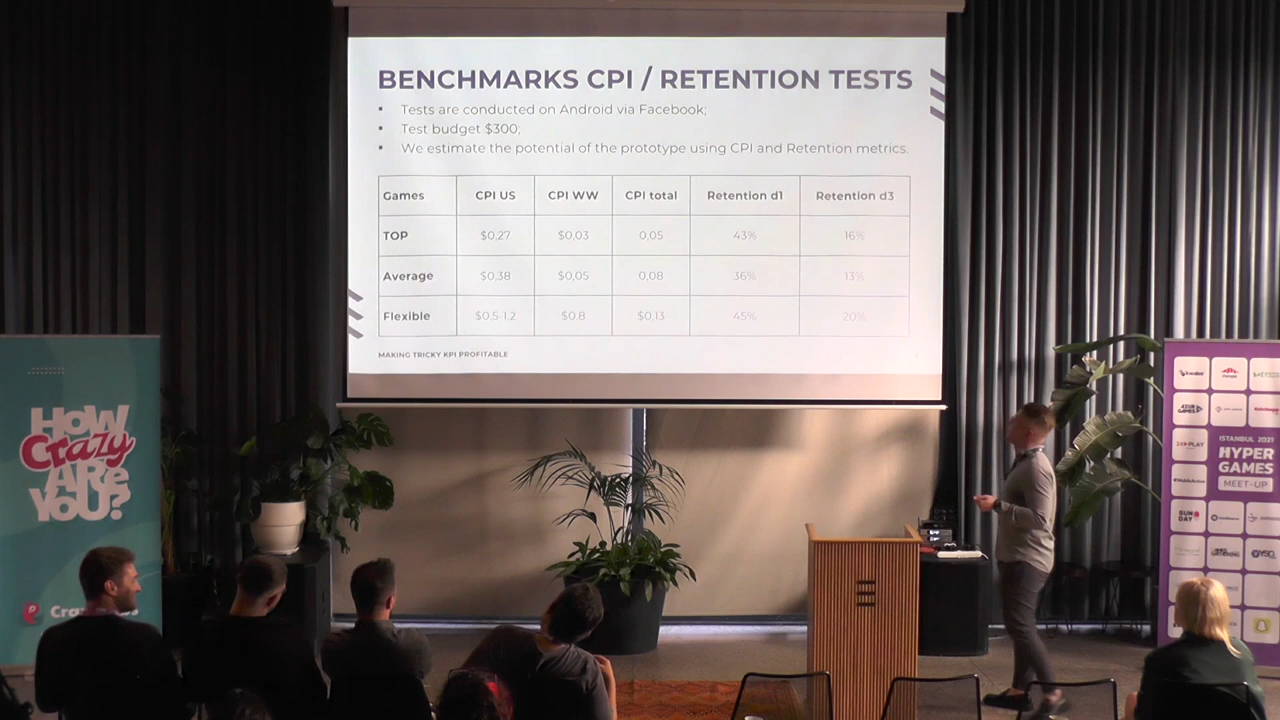 BENCHMARKS CPI / RETENTION TESTS
▪ Tests are conducted on Android via Facebook;
▪ Test budget $300;
▪ We estimate the potential of the prototype using CPI and Retention metrics.
Games CPI US CPI WW CPI total Retention d1 Retention d3
TOP $0,27 $0,03 0,05 43% 16%
Average $0,38 $0,05 0,08 36% 13%
Flexible $0,5-1.2 $0.8 $0,13 45% 20%
MAKING TRICKY KPI PROFITABLE
HOW
Crazy
ARe
YoU?
AZUR
GAMES
ISTANBUL 2021
HYPER
GAMES
MEET-UP
SUN
DAY